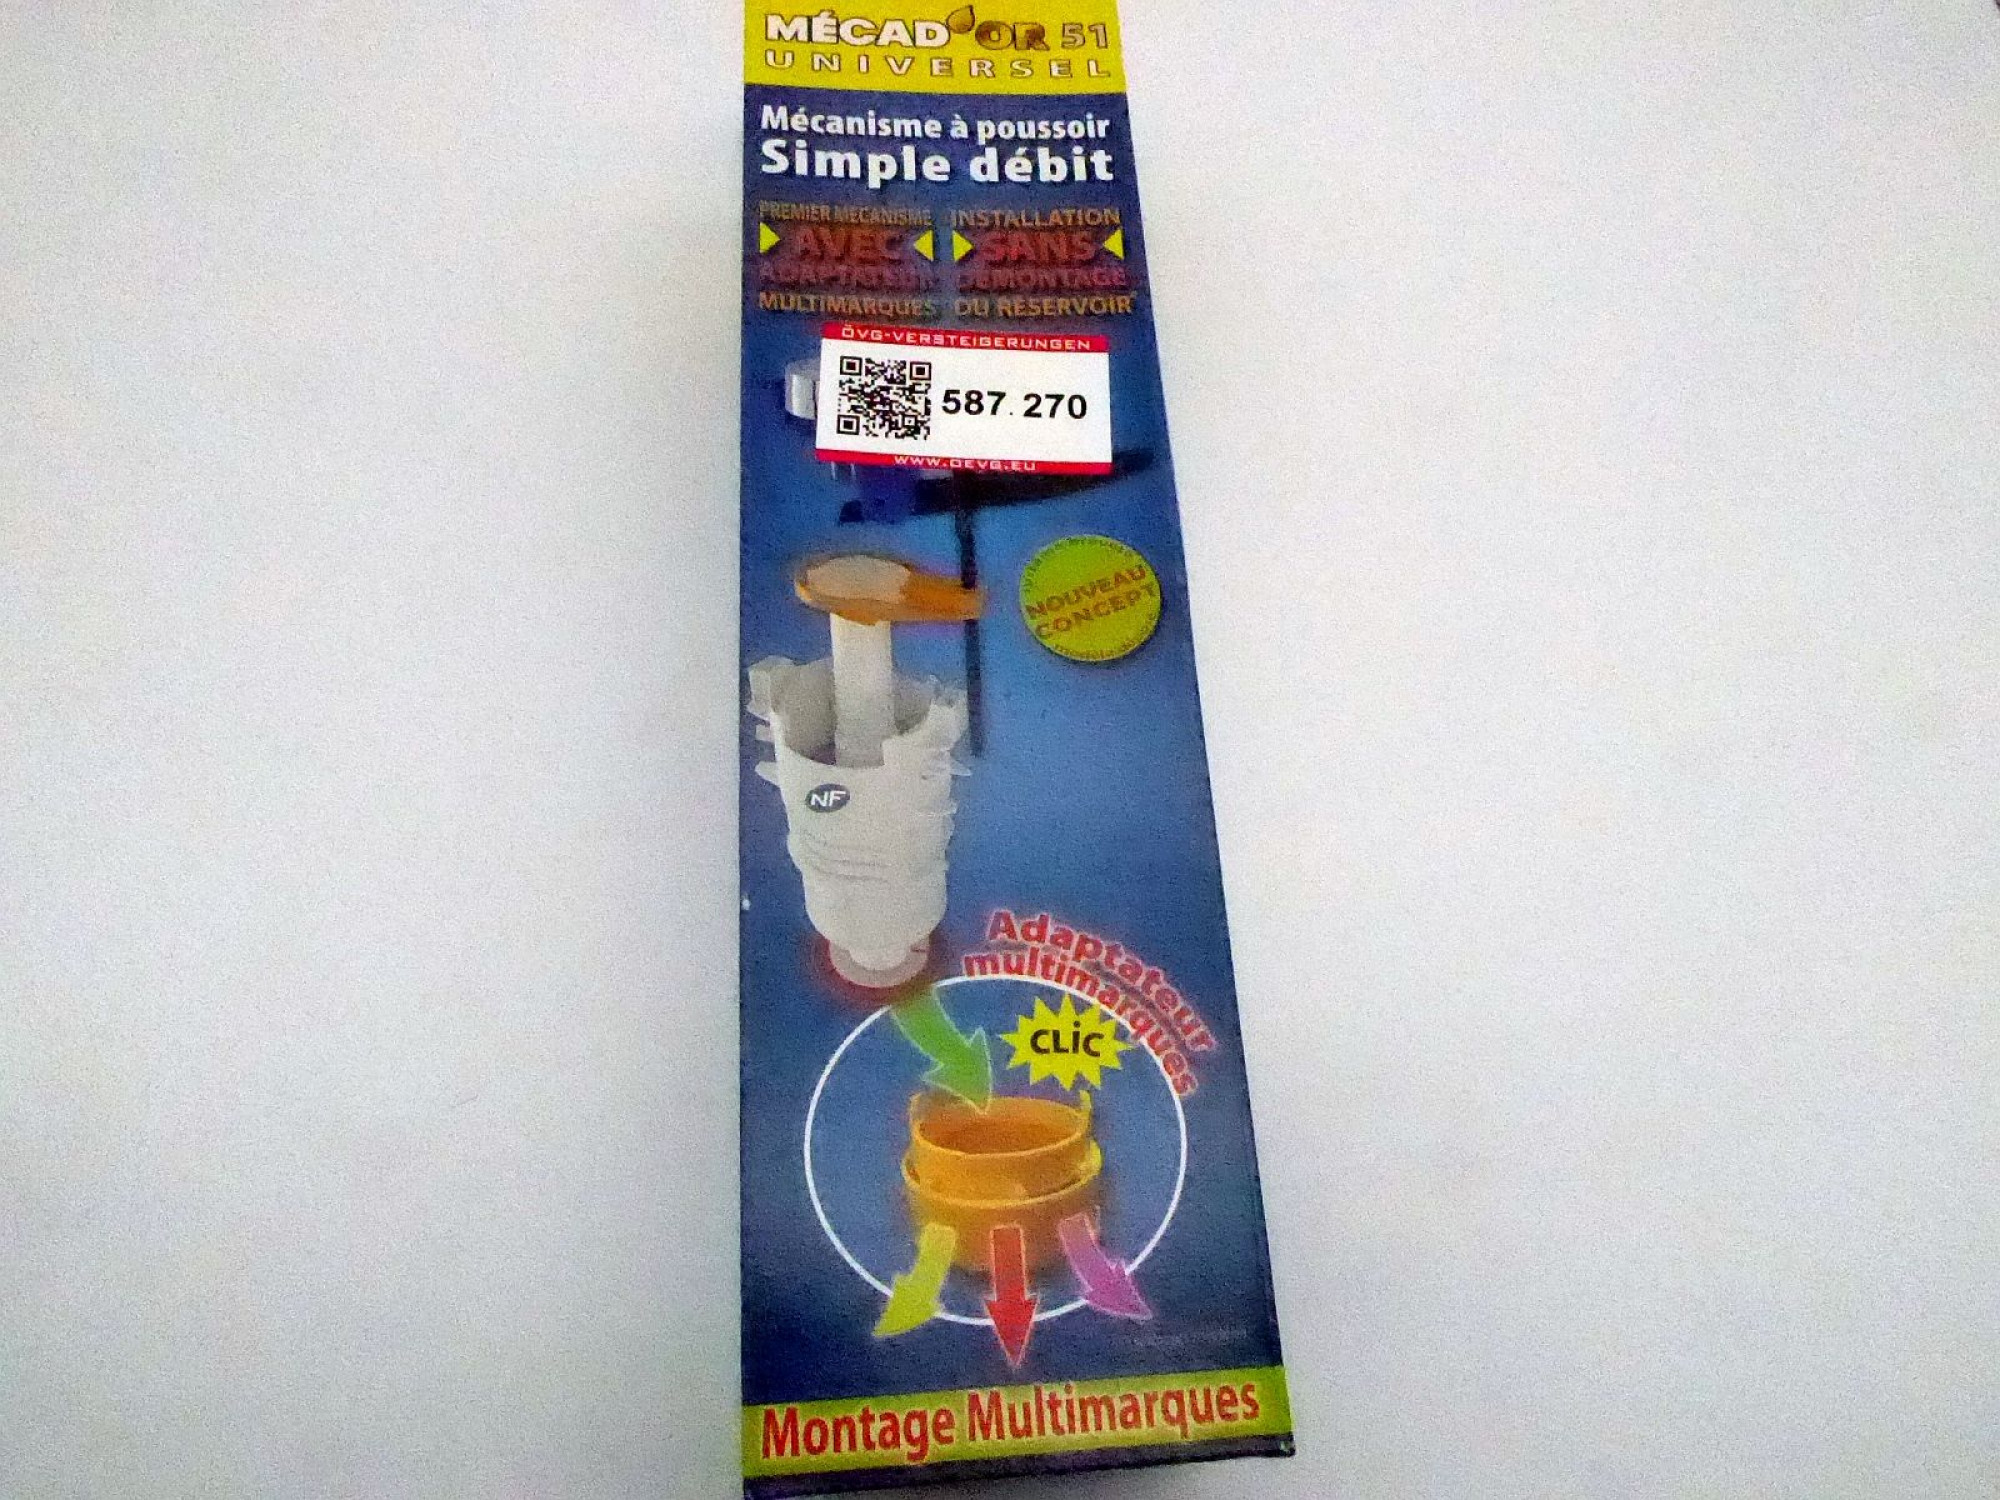 MÉCAD'OR 51
UNIVERSEL
Mécanisme à poussoir
Simple débit
PREMIER MÉCANISME
AVEC
ADAPTATEUR
MULTIMARQUES
INSTALLATION
SANS
DÉMONTAGE
DU RÉSERVOIR*
ÖVG-VERSTEIGERUNGEN
587.270
WWW.OEVG.EU
NOUVEAU
CONCEPT
NF
Adaptateur
multimarques
CLiC
Montage Multimarques